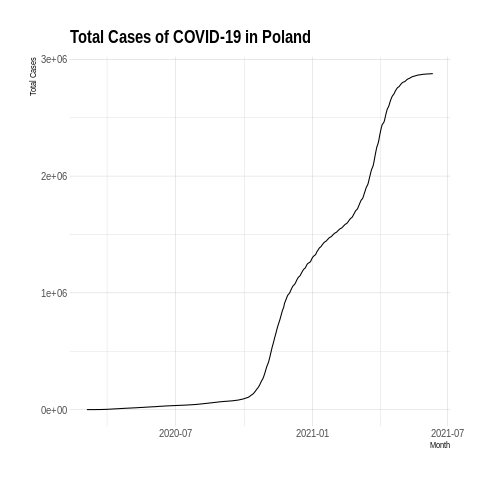 Total Cases of COVID-19 in Poland
Total Cases
3e+06
2e+06
1e+06
0e+00
2020-07
2021-01
2021-07
Month